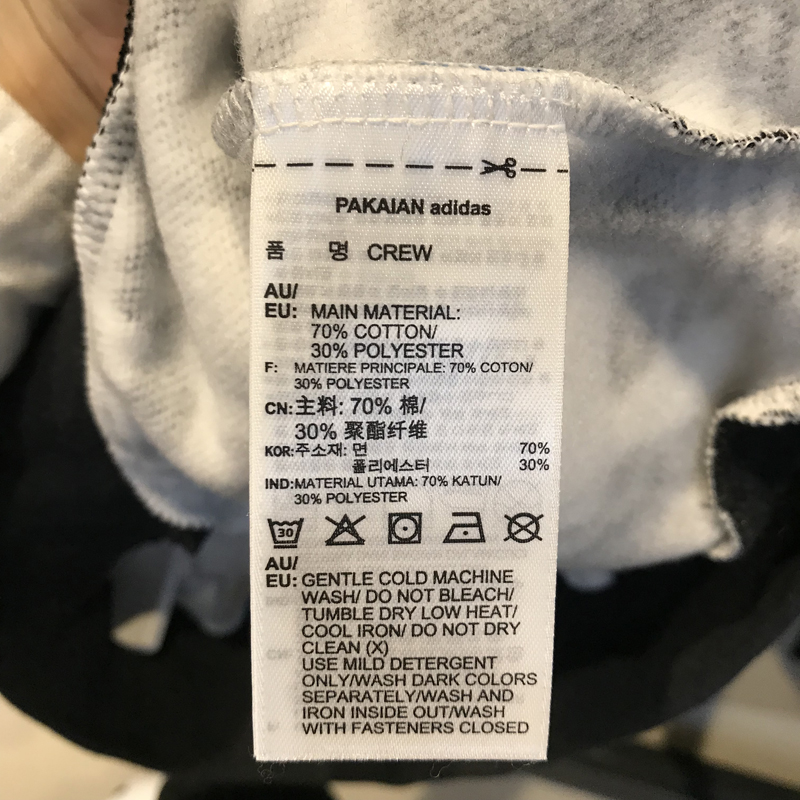 PAKAIAN adidas
품 명 CREW
AU/
EU: MAIN MATERIAL:
70% COTTON/
30% POLYESTER
F: MATIERE PRINCIPALE: 70% COTON/
30% POLYESTER
CN:主料: 70% 棉/
30% 聚酯纤维
KOR:주소재: 면 70%
폴리에스터 30%
IND:MATERIAL UTAMA: 70% KATUN/
30% POLYESTER
30
AU/
EU: GENTLE COLD MACHINE
WASH/ DO NOT BLEACH/
TUMBLE DRY LOW HEAT/
COOL IRON/ DO NOT DRY
CLEAN (X)
USE MILD DETERGENT
ONLY/WASH DARK COLORS
SEPARATELY/WASH AND
IRON INSIDE OUT/WASH
WITH FASTENERS CLOSED